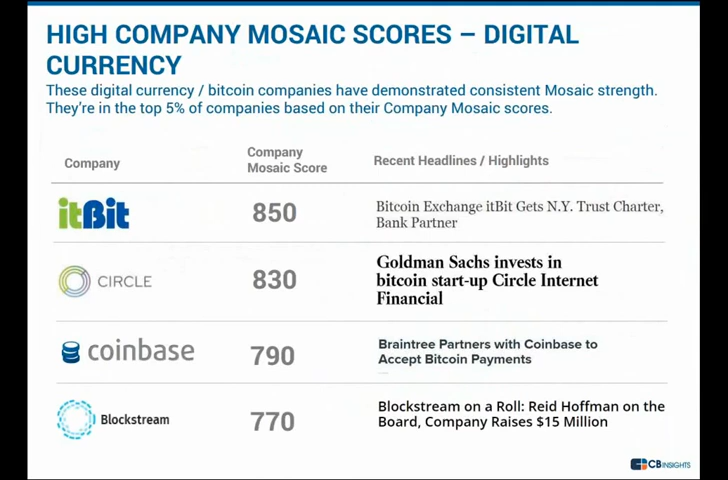 HIGH COMPANY MOSAIC SCORES – DIGITAL
CURRENCY
These digital currency / bitcoin companies have demonstrated consistent Mosaic strength.
They're in the top 5% of companies based on their Company Mosaic scores.
Company
Company
Mosaic Score
Recent Headlines / Highlights
itBit
850
Bitcoin Exchange itBit Gets N.Y. Trust Charter,
Bank Partner
CIRCLE
830
Goldman Sachs invests in
bitcoin start-up Circle Internet
Financial
coinbase
790
Braintree Partners with Coinbase to
Accept Bitcoin Payments
Blockstream
770
Blockstream on a Roll: Reid Hoffman on the
Board, Company Raises $15 Million
CBINSIGHTS